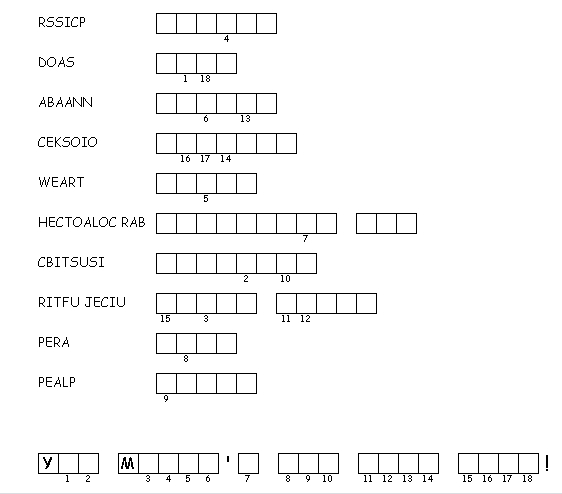 RSSICP
4
DOAS
1 18
ABAANN
6 13
CEKSOIO
16 17 14
WEART
5
HECTOALOC RAB
7
CBITSUSI
2 10
RITFU JECIU
15 3 11 12
PERA
8
PEALP
9
Y M ' !
1 2 3 4 5 6 7 8 9 10 11 12 13 14 15 16 17 18